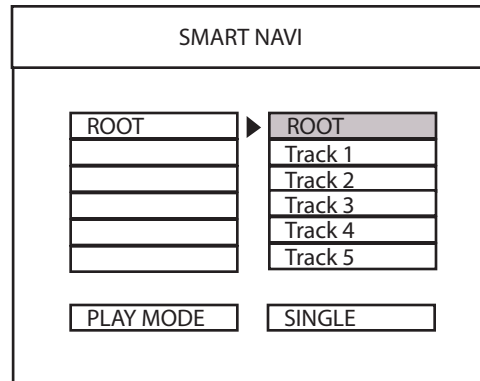 SMART NAVI
ROOT ROOT
Track 1
Track 2
Track 3
Track 4
Track 5
PLAY MODE SINGLE